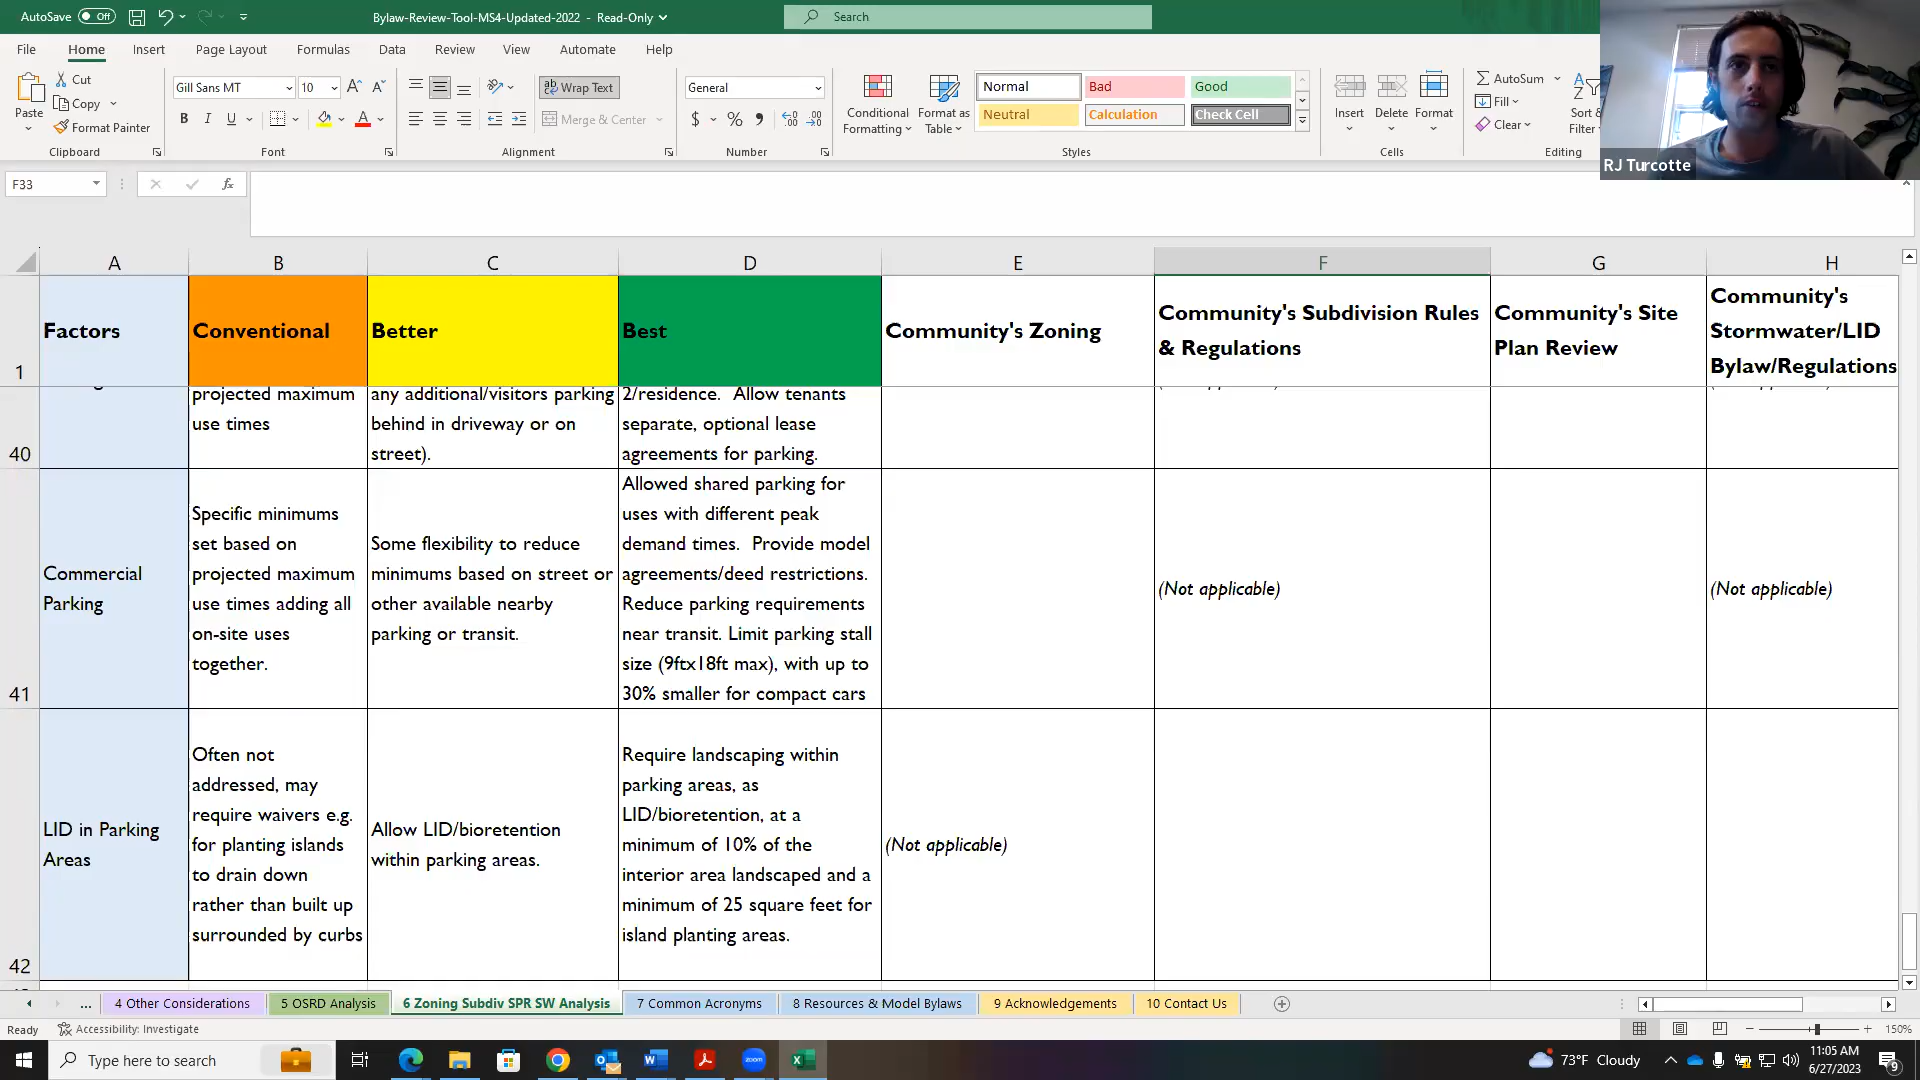 AutoSave Off
Bylaw-Review-Tool-MS4-Updated-2022 - Read-Only
Search
File Home Insert Page Layout Formulas Data Review View Automate Help
Paste
Cut
Copy
Format Painter
Clipboard
Gill Sans MT 10
B I U
Font
Wrap Text
Merge & Center
Alignment
General
$ % ,
Number
Conditional Formatting
Format as Table
Normal Bad Good
Neutral Calculation Check Cell
Styles
Insert Delete Format
Cells
AutoSum
Fill
Clear
Sort &
Filter
Editing
RJ Turcotte
F33
fx
A B C D E F G H
1
Factors
Conventional
Better
Best
Community's Zoning
Community's Subdivision Rules
& Regulations
Community's Site
Plan Review
Community's
Stormwater/LID
Bylaw/Regulations
40
projected maximum
use times
any additional/visitors parking
behind in driveway or on
street).
2/residence. Allow tenants
separate, optional lease
agreements for parking.
41
Commercial
Parking
Specific minimums
set based on
projected maximum
use times adding all
on-site uses
together.
Some flexibility to reduce
minimums based on street or
other available nearby
parking or transit.
Allowed shared parking for
uses with different peak
demand times. Provide model
agreements/deed restrictions.
Reduce parking requirements
near transit. Limit parking stall
size (9ftx18ft max), with up to
30% smaller for compact cars
(Not applicable)
(Not applicable)
42
LID in Parking
Areas
Often not
addressed, may
require waivers e.g.
for planting islands
to drain down
rather than built up
surrounded by curbs
Allow LID/bioretention
within parking areas.
Require landscaping within
parking areas, as
LID/bioretention, at a
minimum of 10% of the
interior area landscaped and a
minimum of 25 square feet for
island planting areas.
(Not applicable)
... 4 Other Considerations 5 OSRD Analysis 6 Zoning Subdiv SPR SW Analysis 7 Common Acronyms 8 Resources & Model Bylaws 9 Acknowledgements 10 Contact Us
Ready Accessibility: Investigate
150%
Type here to search
zoom
73°F Cloudy
11:05 AM
6/27/2023
9